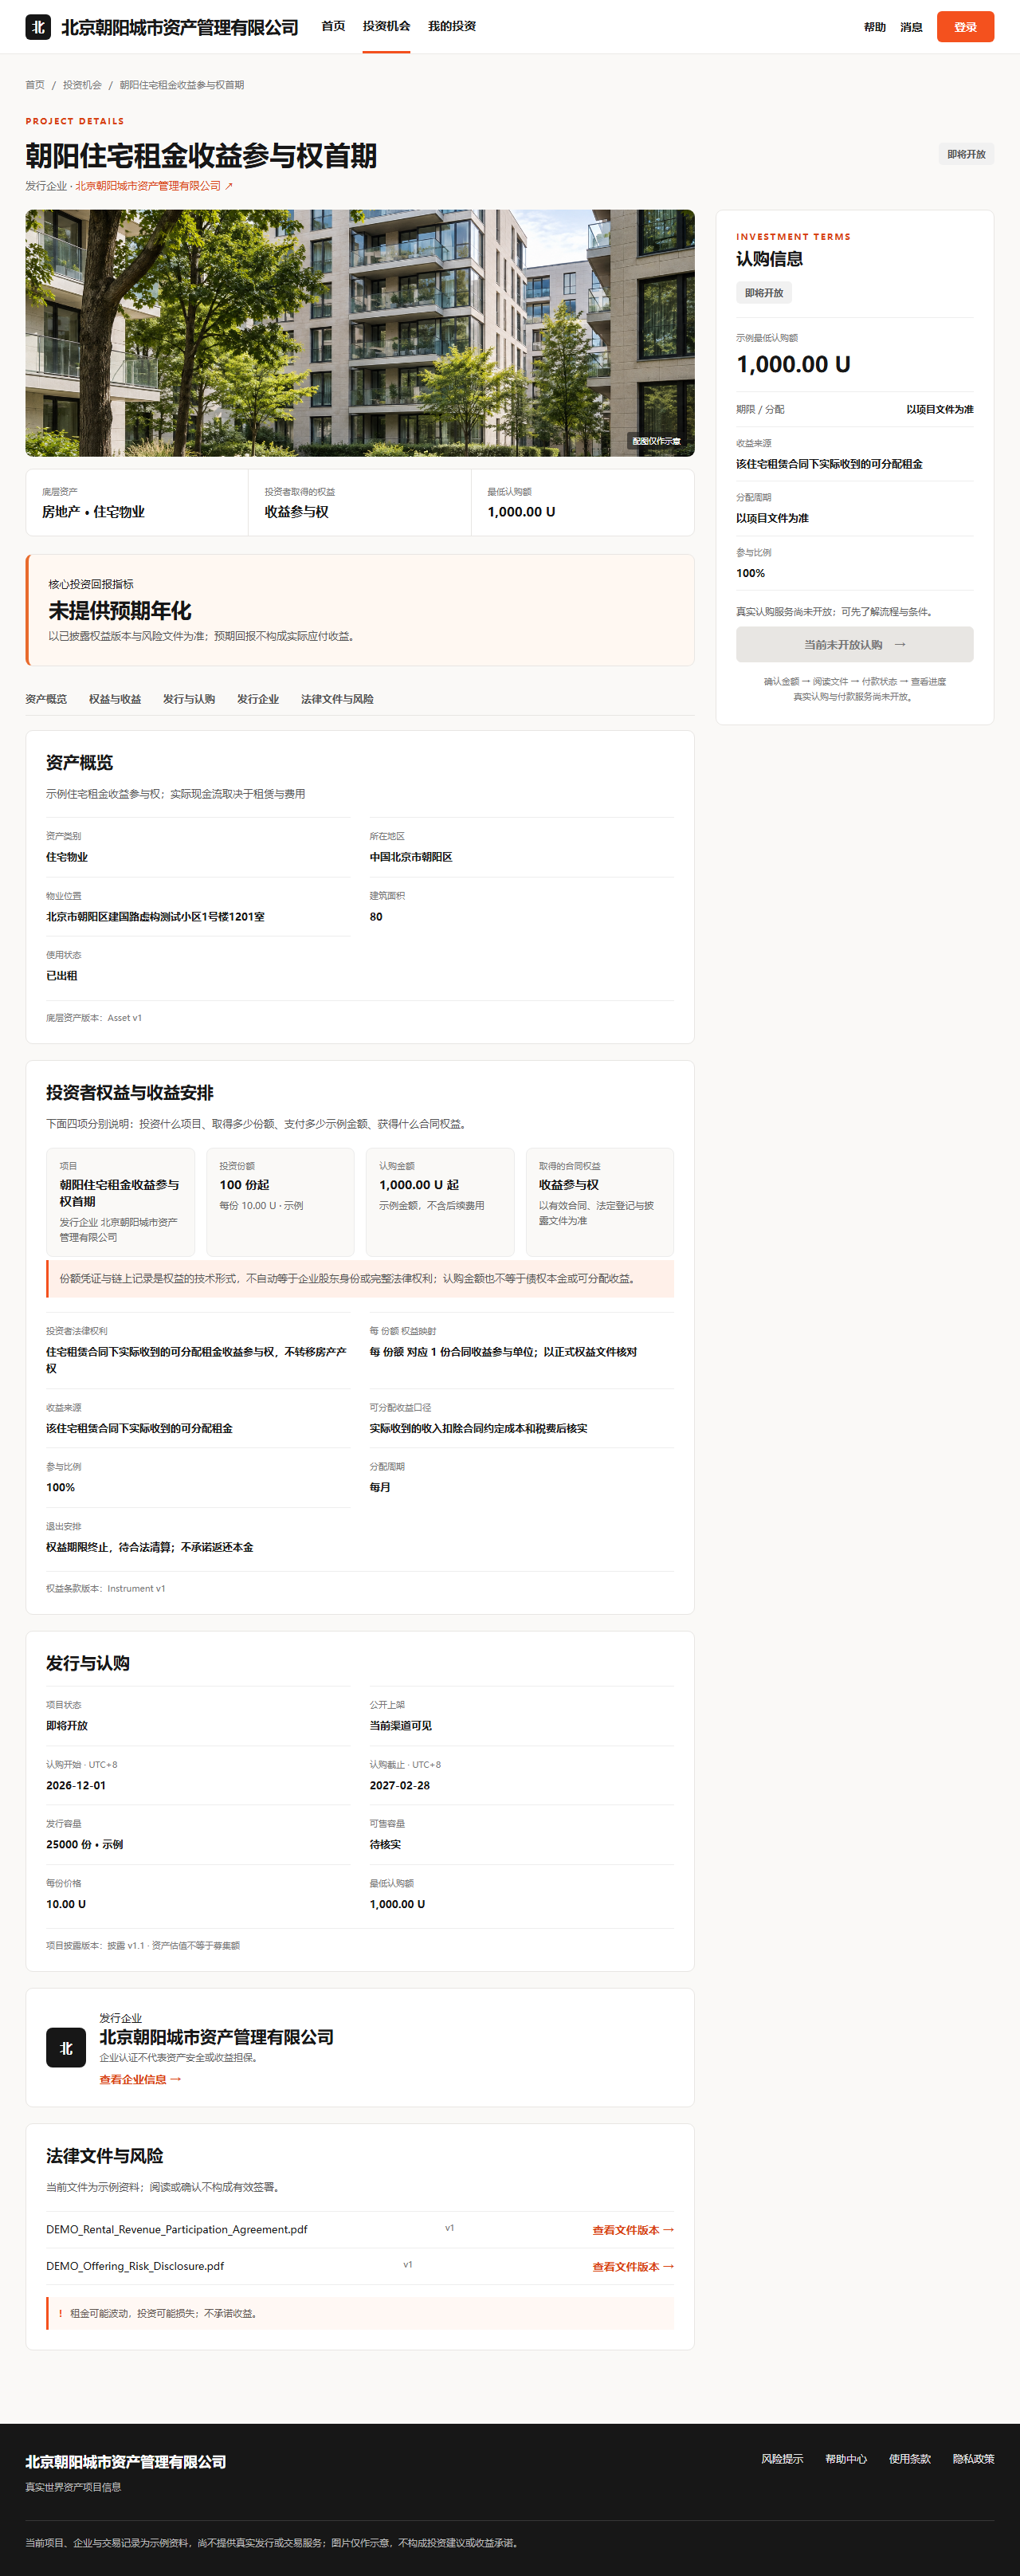 北 北京朝阳城市资产管理有限公司 首页 投资机会 我的投资 帮助 消息 登录
首页 / 投资机会 / 朝阳住宅租金收益参与权首期
PROJECT DETAILS
朝阳住宅租金收益参与权首期
即将开放
发行企业 · 北京朝阳城市资产管理有限公司 ↗
配图仅作示意
底层资产
房地产 • 住宅物业
投资者取得的权益
收益参与权
最低认购额
1,000.00 U
核心投资回报指标
未提供预期年化
以已披露权益版本与风险文件为准；预期回报不构成实际应付收益。
INVESTMENT TERMS
认购信息
即将开放
示例最低认购额
1,000.00 U
期限 / 分配 以项目文件为准
收益来源
该住宅租赁合同下实际收到的可分配租金
分配周期
以项目文件为准
参与比例
100%
真实认购服务尚未开放；可先了解流程与条件。
当前未开放认购 →
确认金额 → 阅读文件 → 付款状态 → 查看进度
真实认购与付款服务尚未开放。
资产概览 权益与收益 发行与认购 发行企业 法律文件与风险
资产概览
示例住宅租金收益参与权；实际现金流取决于租赁与费用
资产类别
住宅物业
所在地区
中国北京市朝阳区
物业位置
北京市朝阳区建国路虚构测试小区1号楼1201室
建筑面积
80
使用状态
已出租
底层资产版本：Asset v1
投资者权益与收益安排
下面四项分别说明：投资什么项目、取得多少份额、支付多少示例金额、获得什么合同权益。
项目
朝阳住宅租金收益参与
权首期
发行企业 北京朝阳城市资产
管理有限公司
投资份额
100 份起
每份 10.00 U · 示例
认购金额
1,000.00 U 起
示例金额，不含后续费用
取得的合同权益
收益参与权
以有效合同、法定登记与披
露文件为准
份额凭证与链上记录是权益的技术形式，不自动等于企业股东身份或完整法律权利；认购金额也不等于债权本金或可分配收益。
投资者法律权利
住宅租赁合同下实际收到的可分配租金收益参与权，不转移房产产
权
每 份额 权益映射
每 份额 对应 1 份合同收益参与单位；以正式权益文件核对
收益来源
该住宅租赁合同下实际收到的可分配租金
可分配收益口径
实际收到的收入扣除合同约定成本和税费后核实
参与比例
100%
分配周期
每月
退出安排
权益期限终止，待合法清算；不承诺返还本金
权益条款版本：Instrument v1
发行与认购
项目状态
即将开放
公开上架
当前渠道可见
认购开始 · UTC+8
2026-12-01
认购截止 · UTC+8
2027-02-28
发行容量
25000 份 • 示例
可售容量
待核实
每份价格
10.00 U
最低认购额
1,000.00 U
项目披露版本：披露 v1.1 · 资产估值不等于募集额
北
发行企业
北京朝阳城市资产管理有限公司
企业认证不代表资产安全或收益担保。
查看企业信息 →
法律文件与风险
当前文件为示例资料；阅读或确认不构成有效签署。
DEMO_Rental_Revenue_Participation_Agreement.pdf v1 查看文件版本 →
DEMO_Offering_Risk_Disclosure.pdf v1 查看文件版本 →
! 租金可能波动，投资可能损失；不承诺收益。
北京朝阳城市资产管理有限公司
风险提示 帮助中心 使用条款 隐私政策
真实世界资产项目信息
当前项目、企业与交易记录为示例资料，尚不提供真实发行或交易服务；图片仅作示意，不构成投资建议或收益承诺。